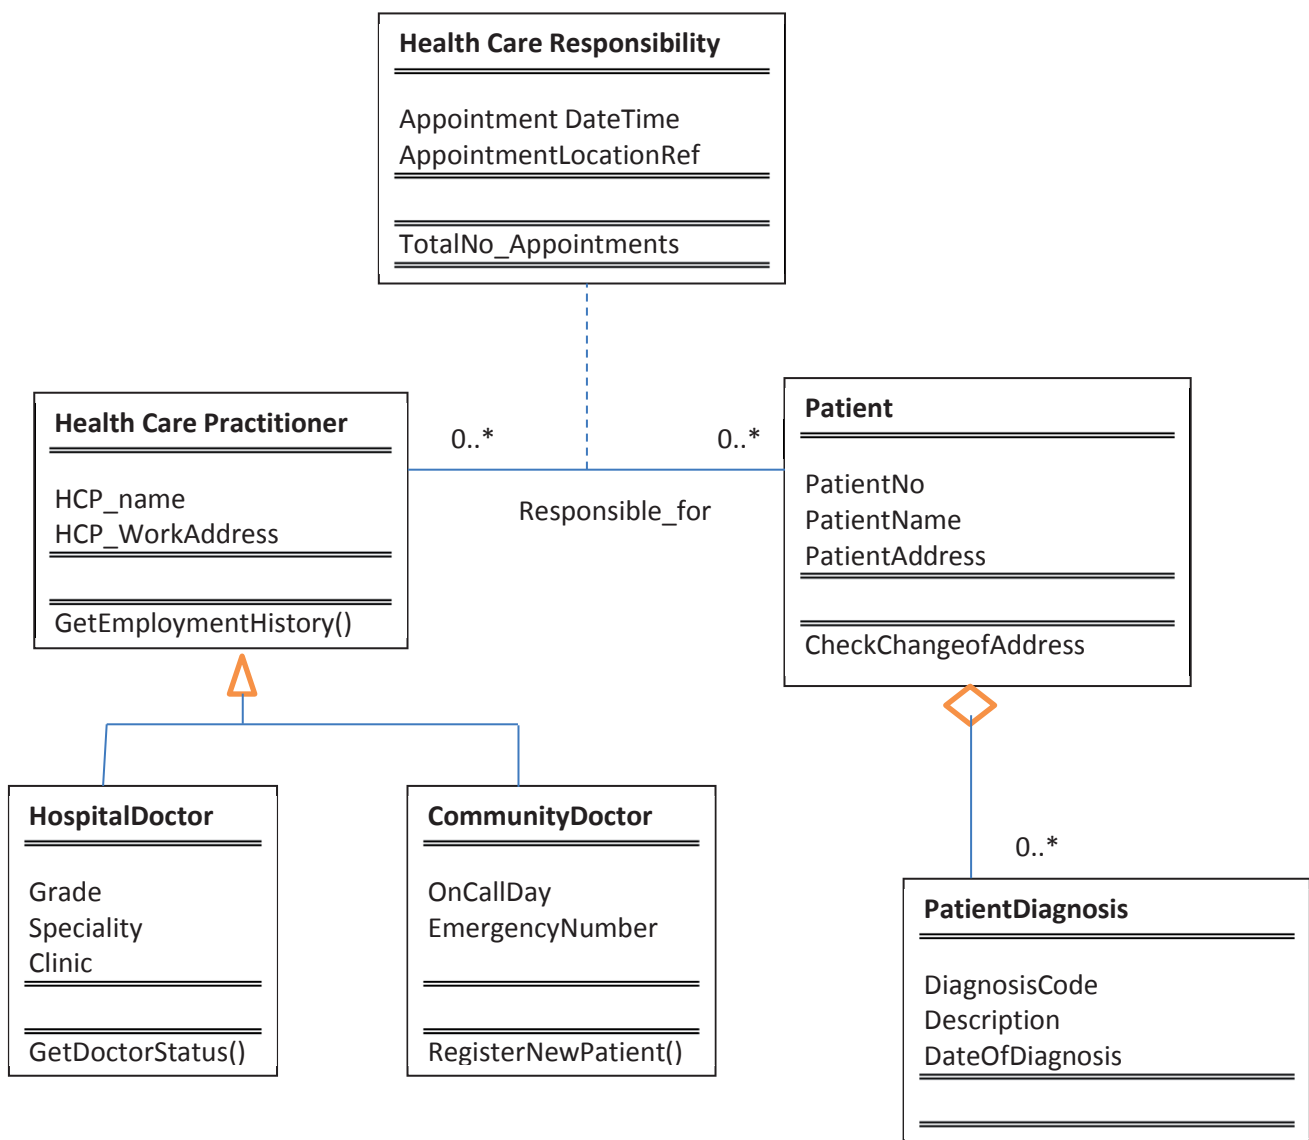 Health Care Responsibility
Appointment DateTime
AppointmentLocationRef
TotalNo_Appointments
Health Care Practitioner
HCP_name
HCP_WorkAddress
GetEmploymentHistory()
0..*
0..*
Responsible_for
Patient
PatientNo
PatientName
PatientAddress
CheckChangeofAddress
HospitalDoctor
Grade
Speciality
Clinic
GetDoctorStatus()
CommunityDoctor
OnCallDay
EmergencyNumber
RegisterNewPatient()
0..*
PatientDiagnosis
DiagnosisCode
Description
DateOfDiagnosis